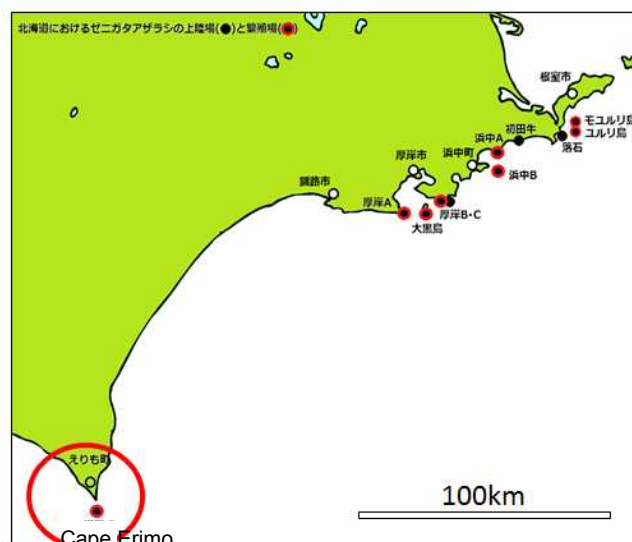 北海道におけるゼニガタアザラシの上陸場(●)と繁殖場(●)
根室市
モユルリ島
ユルリ島
初田牛
落石
浜中A
浜中町
浜中B
厚岸市
釧路市
厚岸A
厚岸B・C
大黒島
えりも町
100km
Cape Erimo